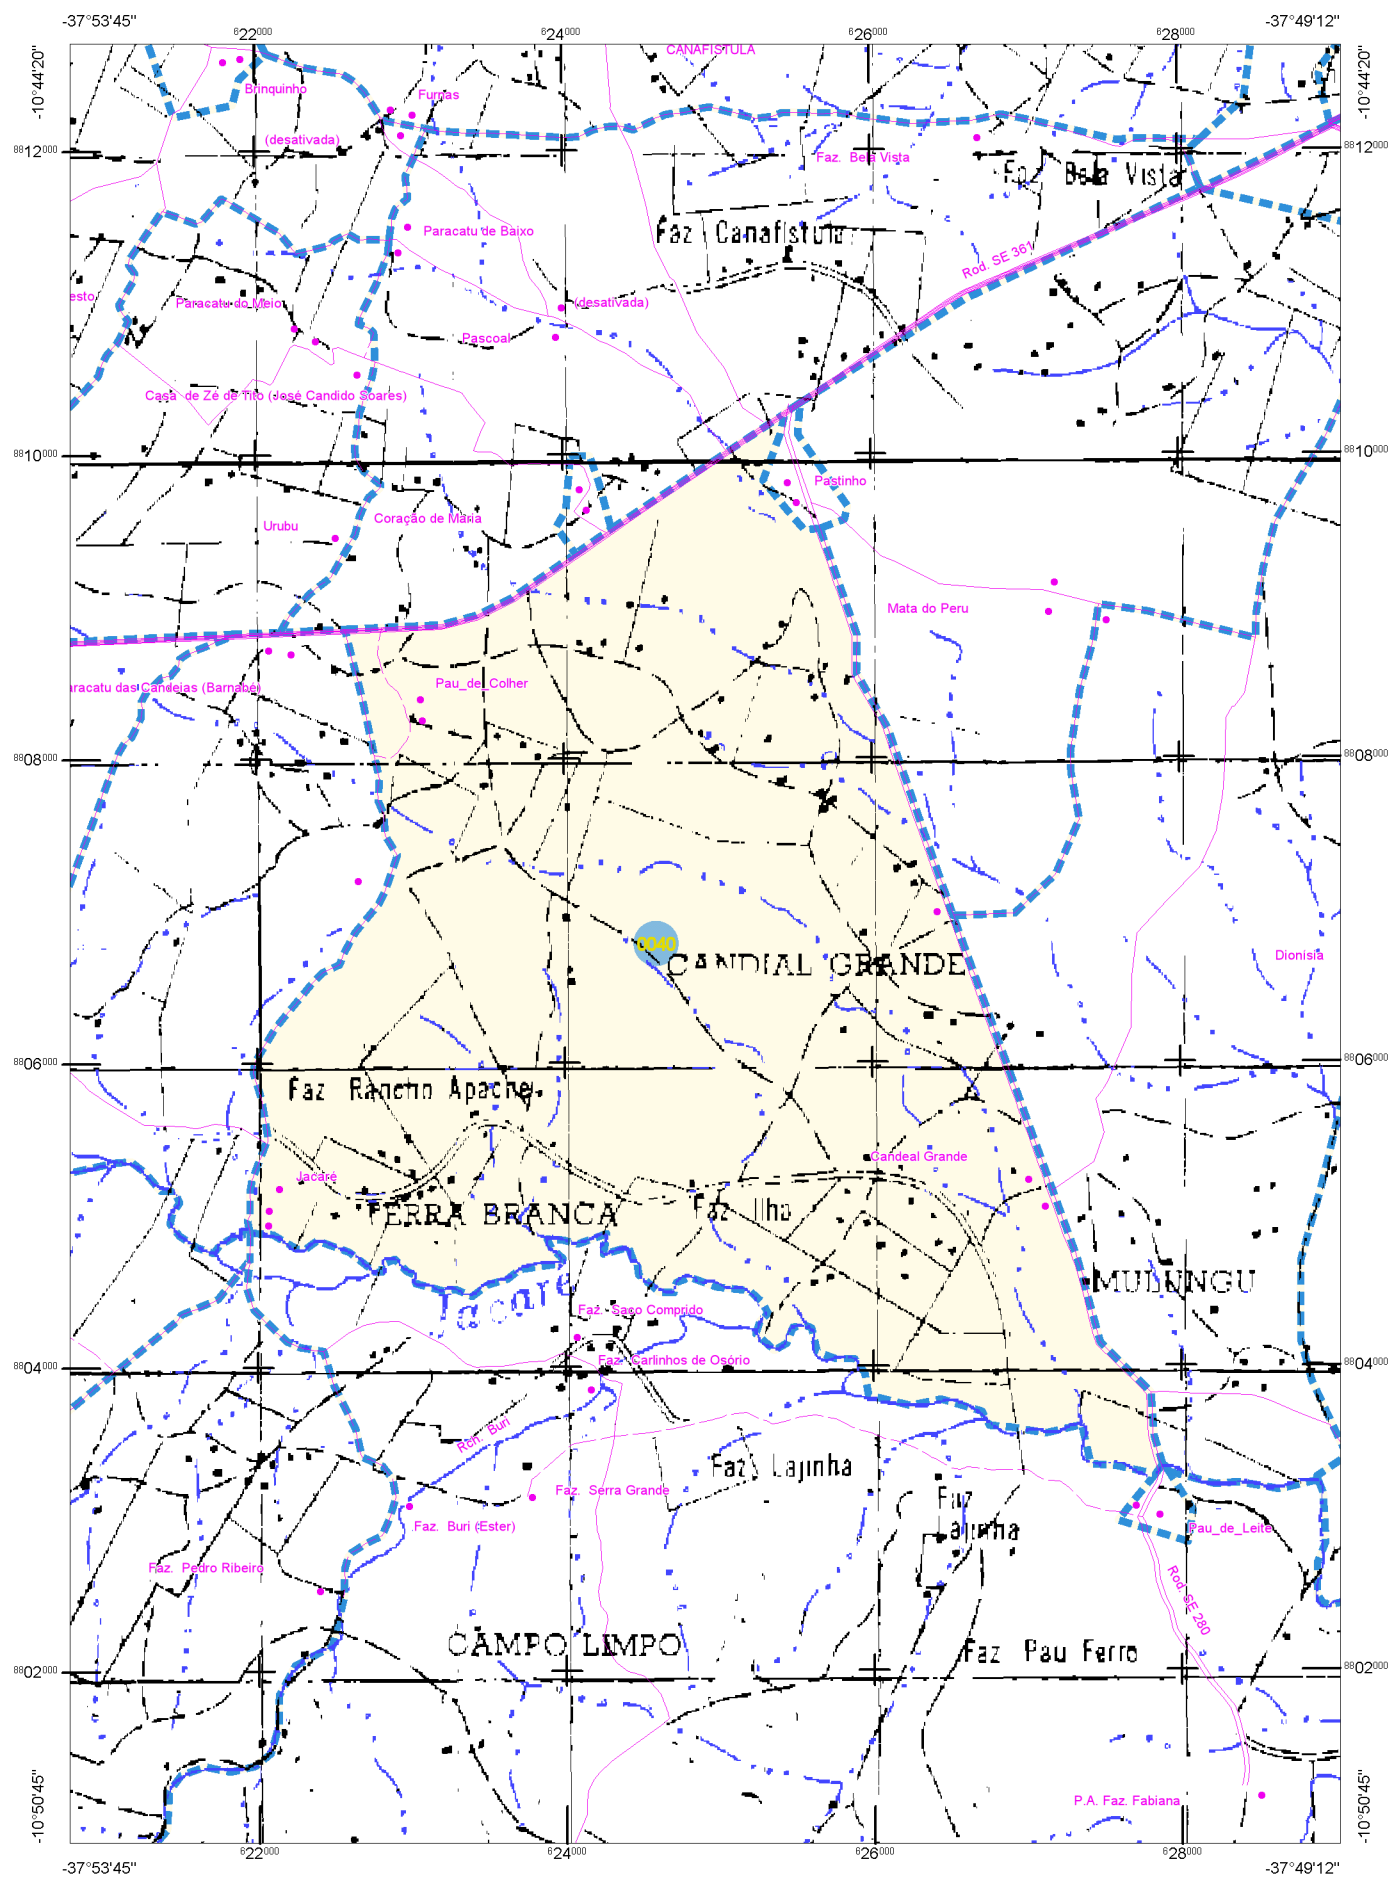 -37°53'45"
-37°49'12"
622000
624000
626000
628000
-10°44'20"
-10°44'20"
CANAFISTULA
Brinquinho
Furnas
(desativada)
8812000
8812000
Faz. Bela Vista
Faz Bela Vista
Paracatu de Baixo
Faz Canafistula
Rod. SE 361
esto
Paracatu do Meio
(desativada)
Pascoal
Casa de Zé de Tito (José Candido Soares)
8810000
8810000
Pastinho
Coração de Maria
Urubu
Mata do Peru
Pau_de_Colher
aracatu das Candeias (Barnabé)
8808000
8808000
0040
CANDIAL GRANDE
Dionisia
8806000
8806000
Faz Rancho Apache
Candeal Grande
Jacaré
TERRA BRANCA
Faz Ilha
MULUNGU
Jacaré
Faz. Saco Comprido
Faz. Carlinhos de Osório
8804000
8804000
Rch. Buri
Faz Lajinha
Faz. Serra Grande
Faz
Lajinha
Faz. Buri (Ester)
Pau_de_Leite
Faz. Pedro Ribeiro
Rod. SE 280
CAMPO LIMPO
Faz Pau Ferro
8802000
8802000
P.A. Faz. Fabiana
-10°50'45"
-10°50'45"
622000
624000
626000
628000
-37°53'45"
-37°49'12"